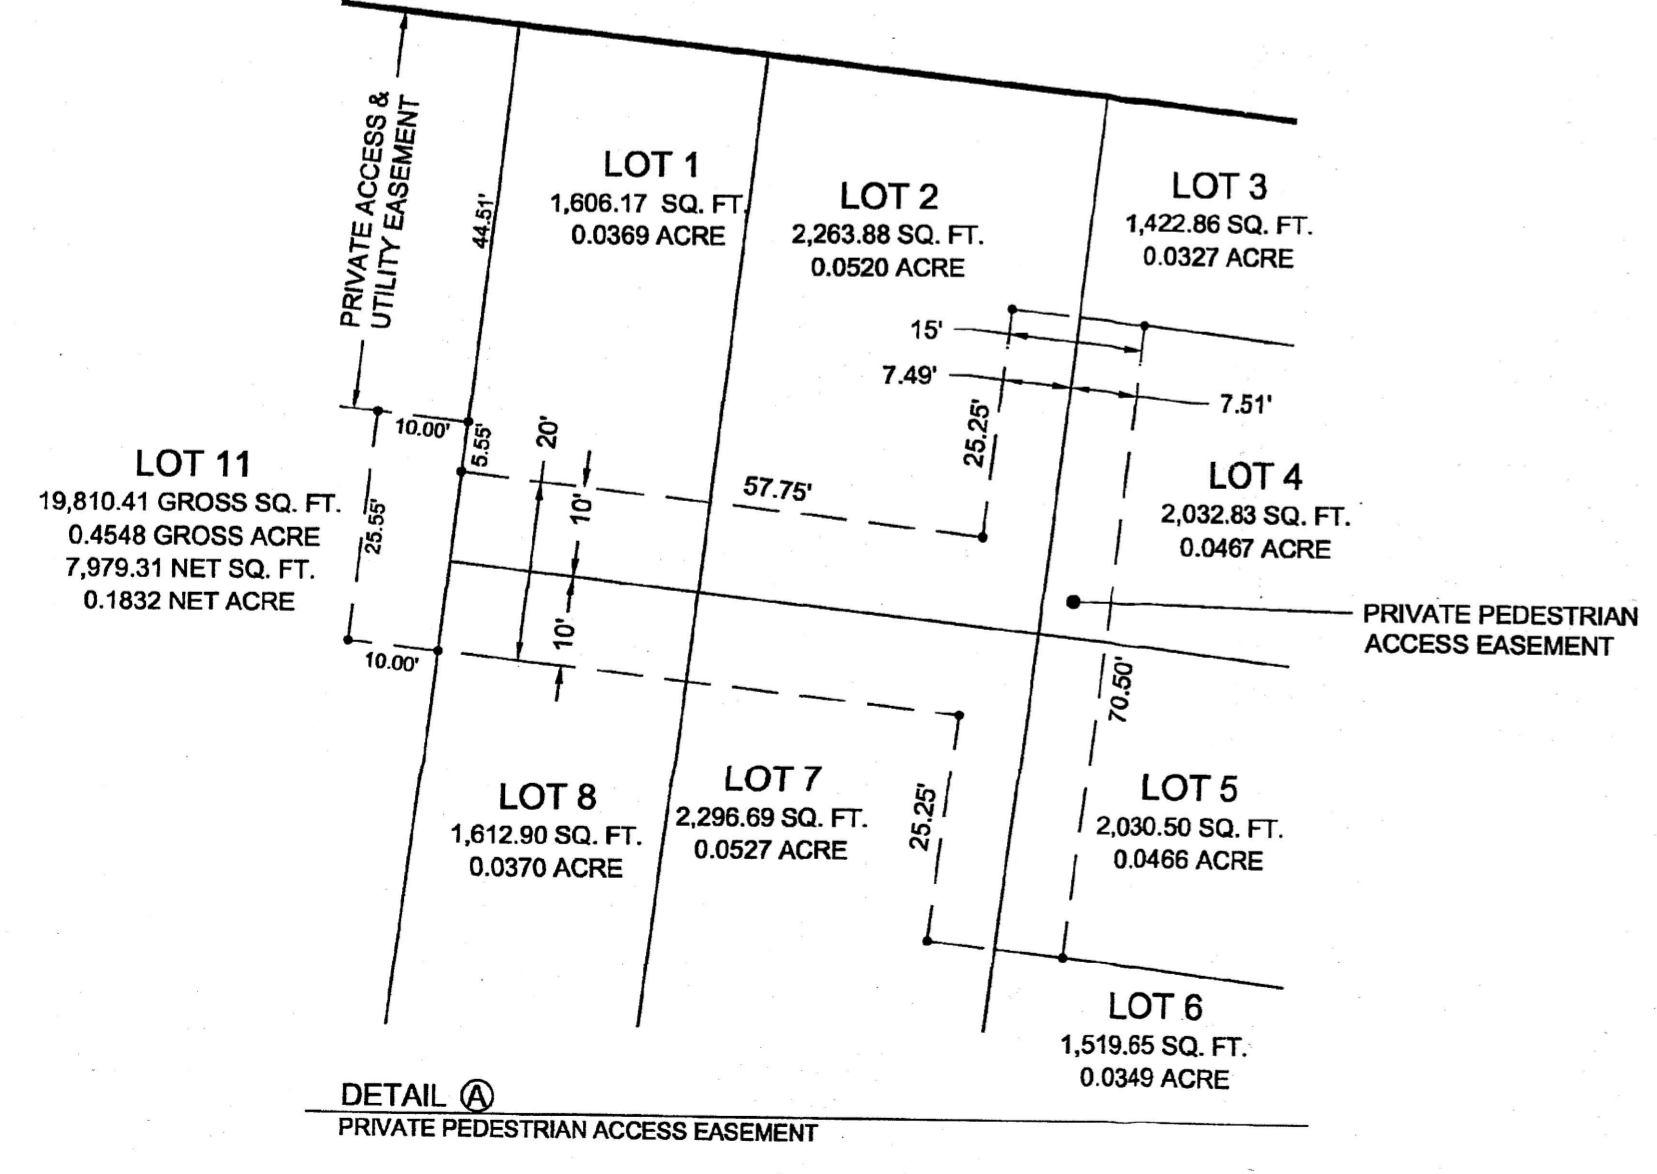 PRIVATE ACCESS &
UTILITY EASEMENT
44.51'
LOT 1
1,606.17 SQ. FT.
0.0369 ACRE
LOT 2
2,263.88 SQ. FT.
0.0520 ACRE
LOT 3
1,422.86 SQ. FT.
0.0327 ACRE
15'
7.49'
7.51'
25.25'
10.00'
5.55'
20'
10'
57.75'
LOT 11
19,810.41 GROSS SQ. FT.
0.4548 GROSS ACRE
7,979.31 NET SQ. FT.
0.1832 NET ACRE
25.55'
LOT 4
2,032.83 SQ. FT.
0.0467 ACRE
PRIVATE PEDESTRIAN
ACCESS EASEMENT
10'
10.00'
70.50'
LOT 8
1,612.90 SQ. FT.
0.0370 ACRE
LOT 7
2,296.69 SQ. FT.
0.0527 ACRE
25.25'
LOT 5
2,030.50 SQ. FT.
0.0466 ACRE
LOT 6
1,519.65 SQ. FT.
0.0349 ACRE
DETAIL A
PRIVATE PEDESTRIAN ACCESS EASEMENT